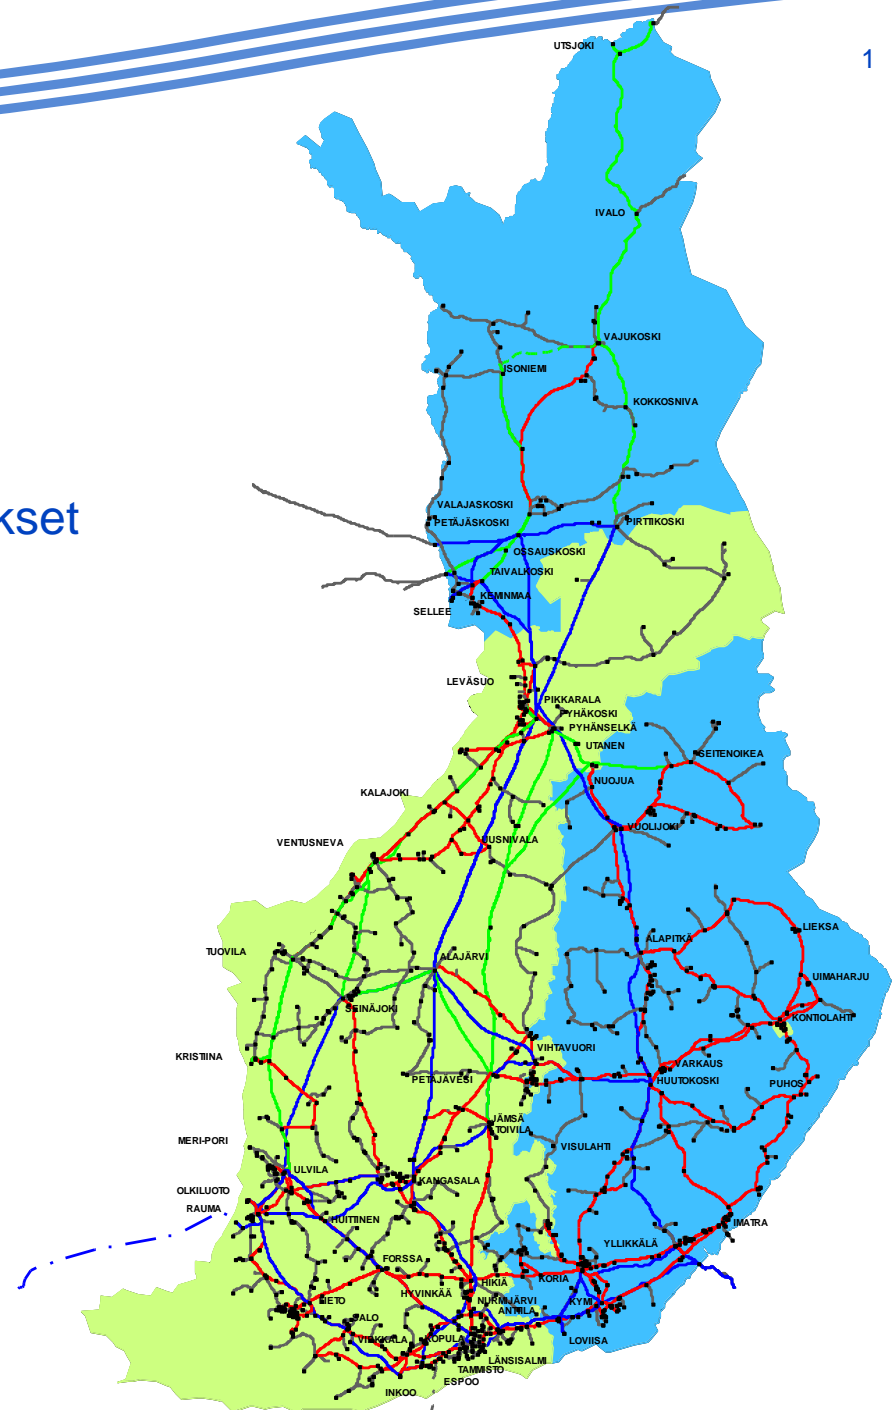 UTSJOKI
1
IVALO
VAJUKOSKI
ISONIEMI
KOKKOSNIVA
VALAJASKOSKI
kset
PETÄJÄSKOSKI
PIRTTIKOSKI
OSSAUSKOSKI
TAIVALKOSKI
KEMINMAA
SELLEE
LEVÄSUO
PIKKARALA
PYHÄKOSKI
PYHÄNSELKÄ
UTANEN
SEITENOIKEA
NUOJUA
KALAJOKI
VUOLIJOKI
VENTUSNEVA
UUSNIVALA
LIEKSA
ALAPITKÄ
TUOVILA
ALAJÄRVI
UIMAHARJU
SEINÄJOKI
KONTIOLAHTI
VIHTAVUORI
KRISTIINA
VARKAUS
PETÄJÄVESI
HUUTOKOSKI
PUHOS
JÄMSÄ
TOIVILA
MERI-PORI
VISULAHTI
ULVILA
KANGASALA
OLKILUOTO
RAUMA
HUITTINEN
IMATRA
YLLIKKÄLÄ
FORSSA
KORIA
HIKIÄ
HYVINKÄÄ
NURMIJÄRVI
KYMI
LIETO
ANTTILA
SALO
VIRKKALA
KOPULA
LOVIISA
LÄNSISALMI
TAMMISTO
ESPOO
INKOO